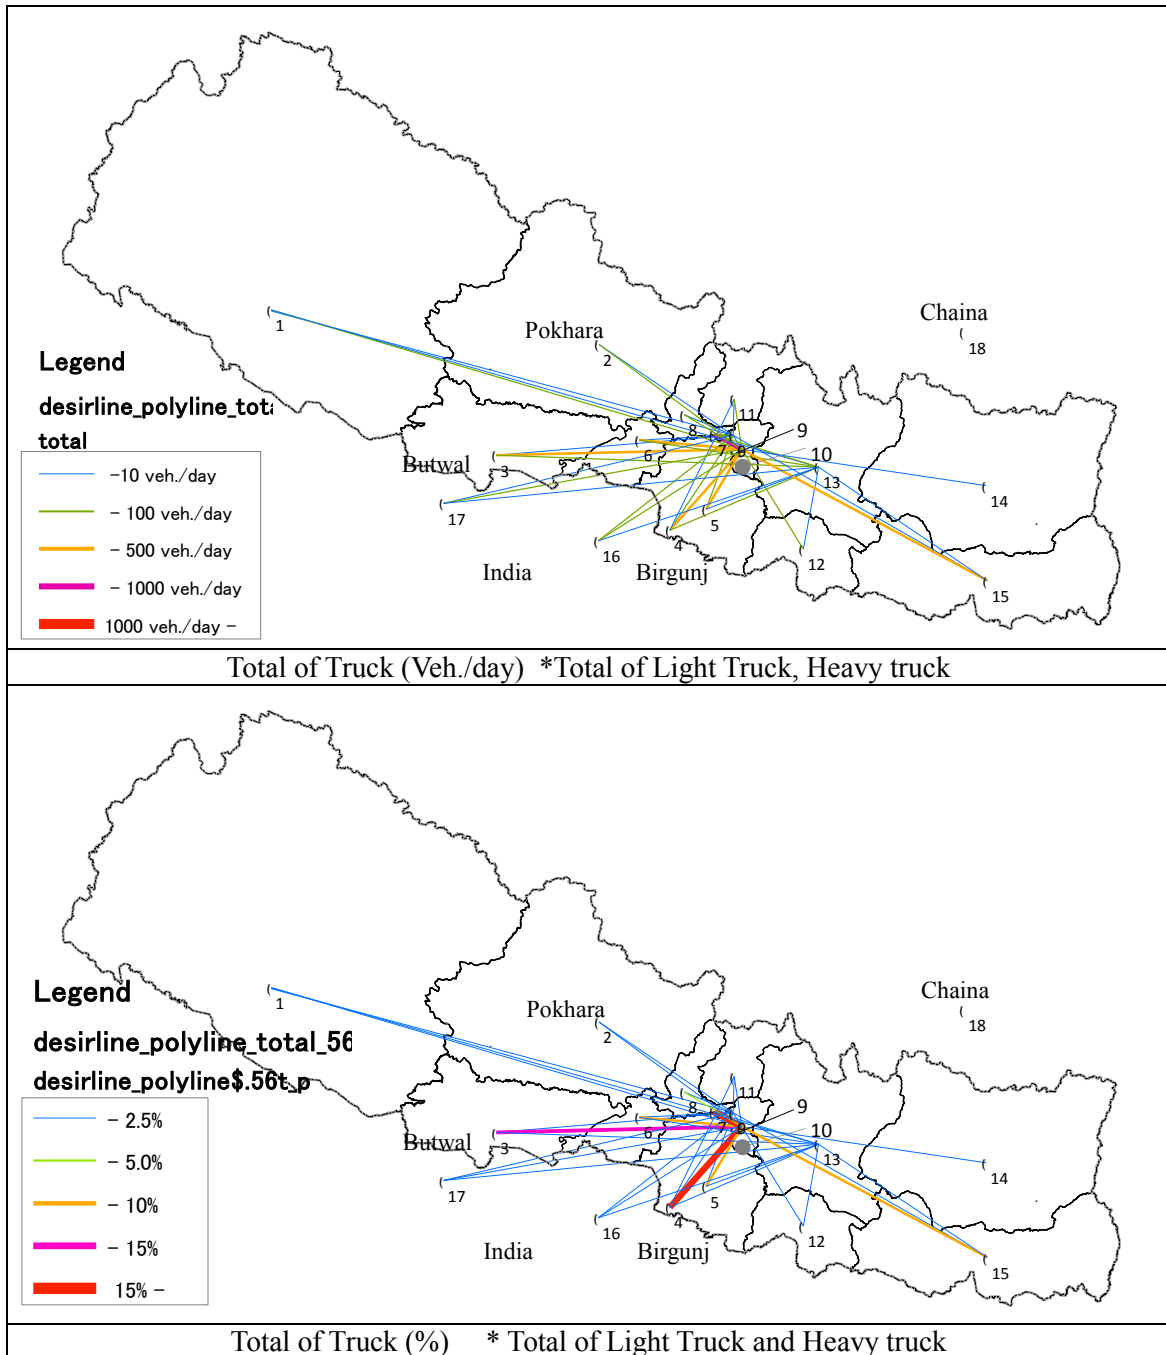 Chaina
18
1
Pokhara
2
Legend
desirline_polyline_tota
total
-10 veh./day
- 100 veh./day
- 500 veh./day
- 1000 veh./day
1000 veh./day -
11
9
8
7
10
6
13
Butwal
3
17
14
5
4
16
12
India
Birgunj
15
Total of Truck (Veh./day) *Total of Light Truck, Heavy truck
Chaina
18
1
Pokhara
2
Legend
desirline_polyline_total_56
desirline_polyline$.56t_p
- 2.5%
- 5.0%
- 10%
- 15%
15% -
11
9
8
7
10
6
13
Butwal
3
17
14
5
4
16
12
India
Birgunj
15
Total of Truck (%) * Total of Light Truck and Heavy truck